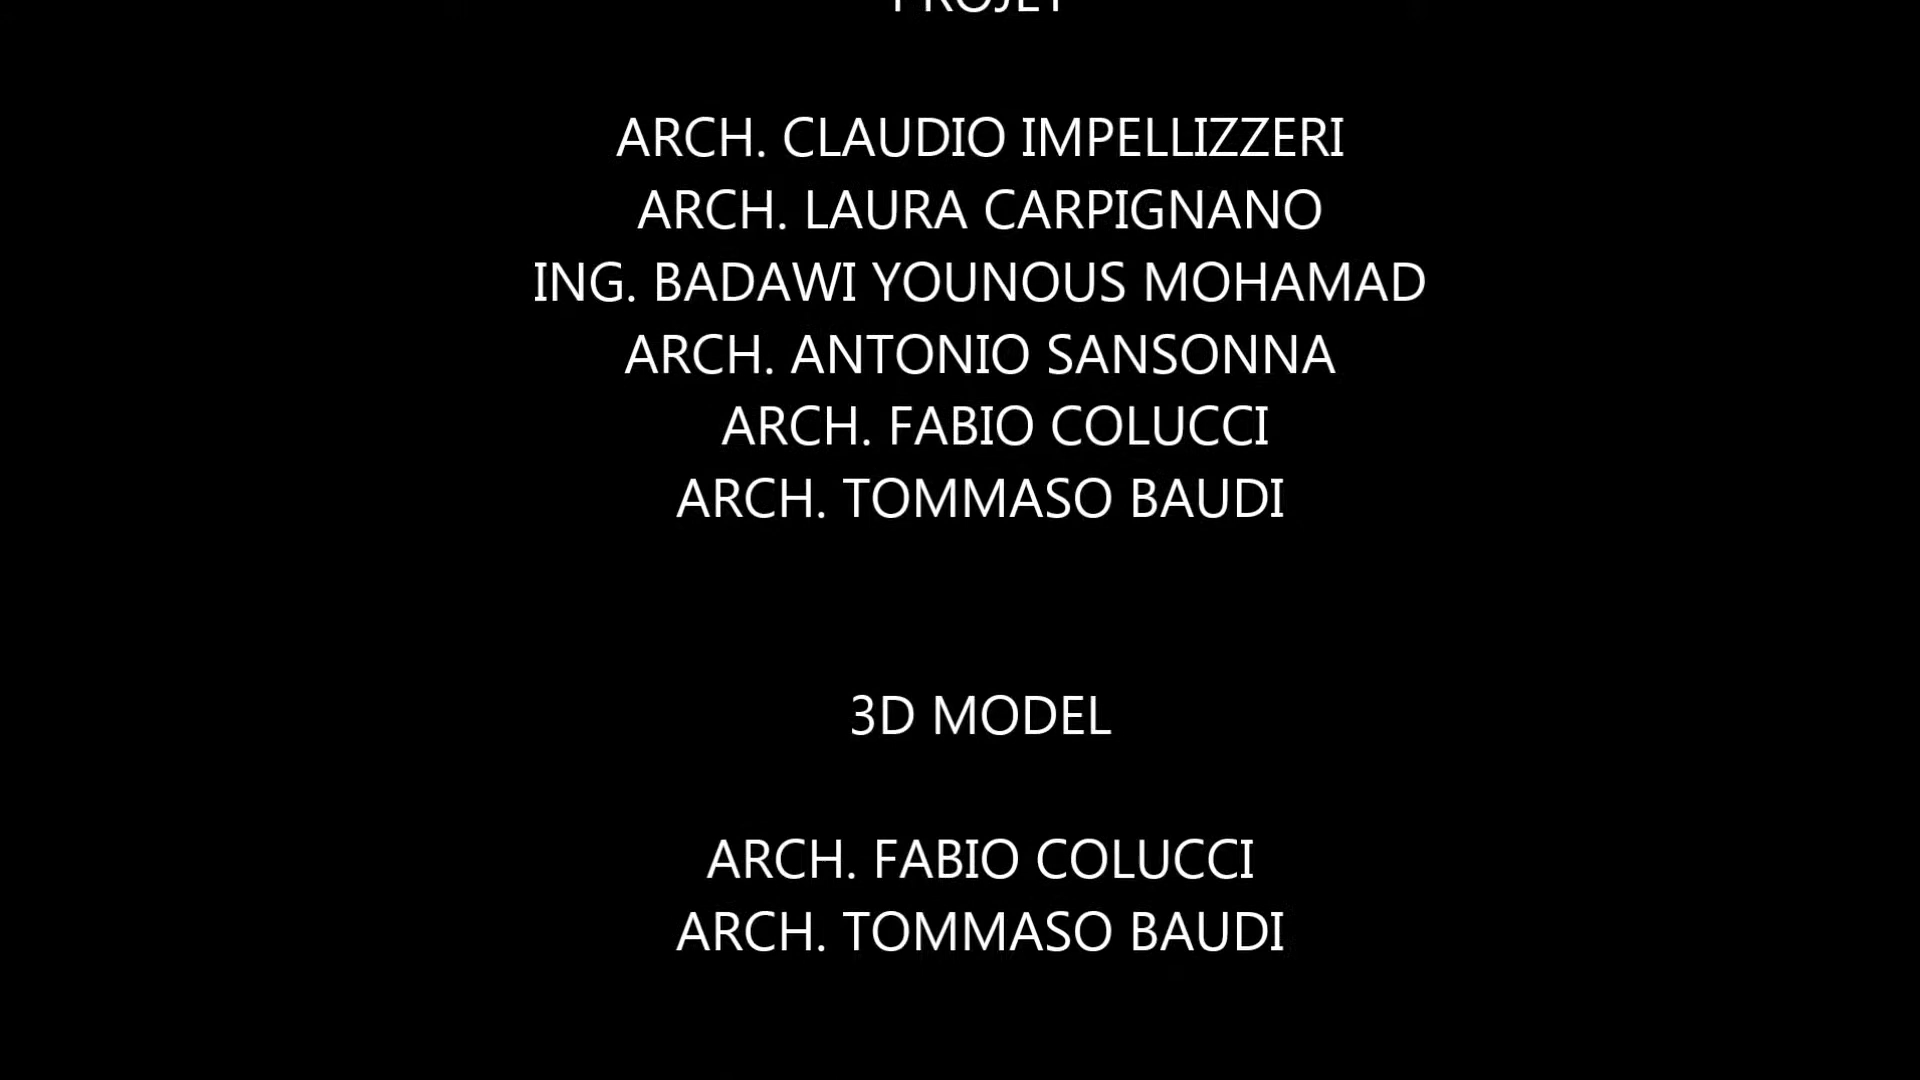 PROJET
ARCH. CLAUDIO IMPELLIZZERI
ARCH. LAURA CARPIGNANO
ING. BADAWI YOUNOUS MOHAMAD
ARCH. ANTONIO SANSONNA
ARCH. FABIO COLUCCI
ARCH. TOMMASO BAUDI
3D MODEL
ARCH. FABIO COLUCCI
ARCH. TOMMASO BAUDI